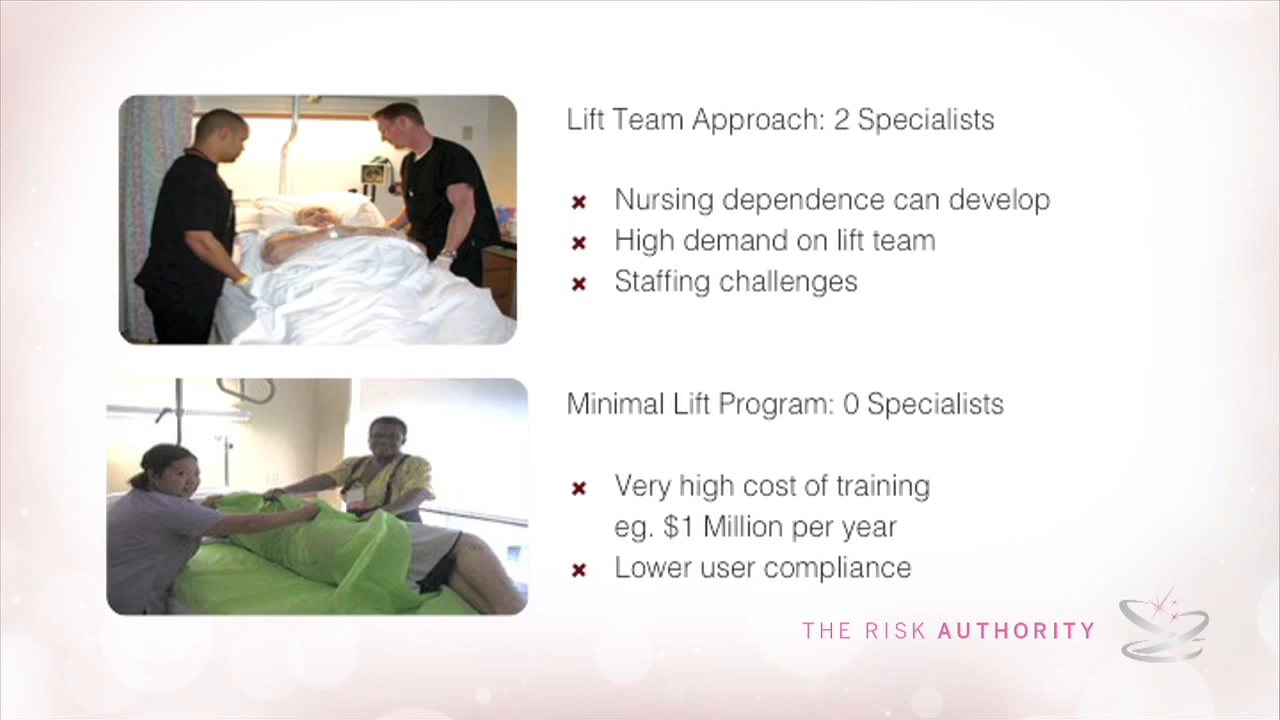 Lift Team Approach: 2 Specialists
Nursing dependence can develop
High demand on lift team
Staffing challenges
Minimal Lift Program: 0 Specialists
Very high cost of training
eg. $1 Million per year
Lower user compliance
THE RISK AUTHORITY